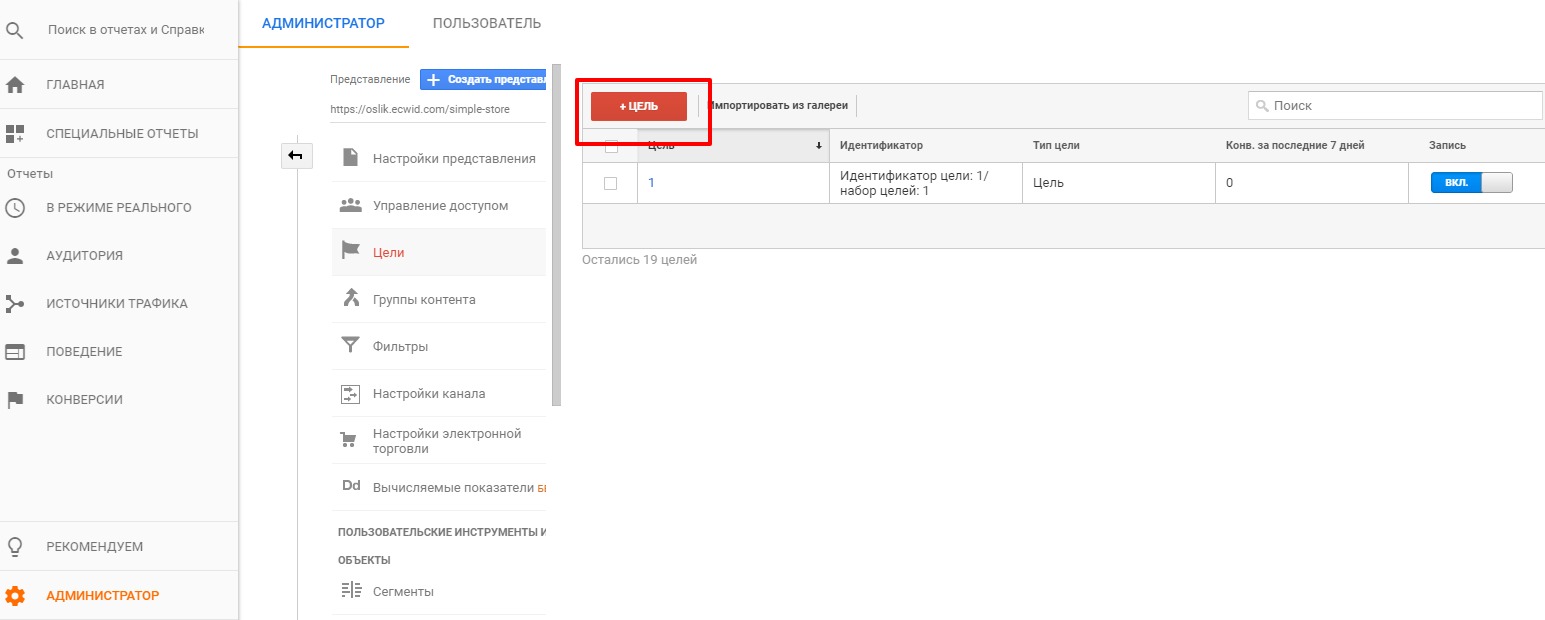 Поиск в отчетах и Справк
ГЛАВНАЯ
СПЕЦИАЛЬНЫЕ ОТЧЕТЫ
Отчеты
В РЕЖИМЕ РЕАЛЬНОГО
АУДИТОРИЯ
ИСТОЧНИКИ ТРАФИКА
ПОВЕДЕНИЕ
КОНВЕРСИИ
РЕКОМЕНДУЕМ
АДМИНИСТРАТОР
АДМИНИСТРАТОР ПОЛЬЗОВАТЕЛЬ
Представление + Создать представл
https://oslik.ecwid.com/simple-store
Настройки представления
Управление доступом
Цели
Группы контента
Фильтры
Настройки канала
Настройки электронной
торговли
Dd Вычисляемые показатели БЕ
ПОЛЬЗОВАТЕЛЬСКИЕ ИНСТРУМЕНТЫ И
ОБЪЕКТЫ
Сегменты
+ ЦЕЛЬ Импортировать из галереи Поиск
Цель Идентификатор Тип цели Конв. за последние 7 дней Запись
1 Идентификатор цели: 1/ Цель 0 ВКЛ.
набор целей: 1
Остались 19 целей